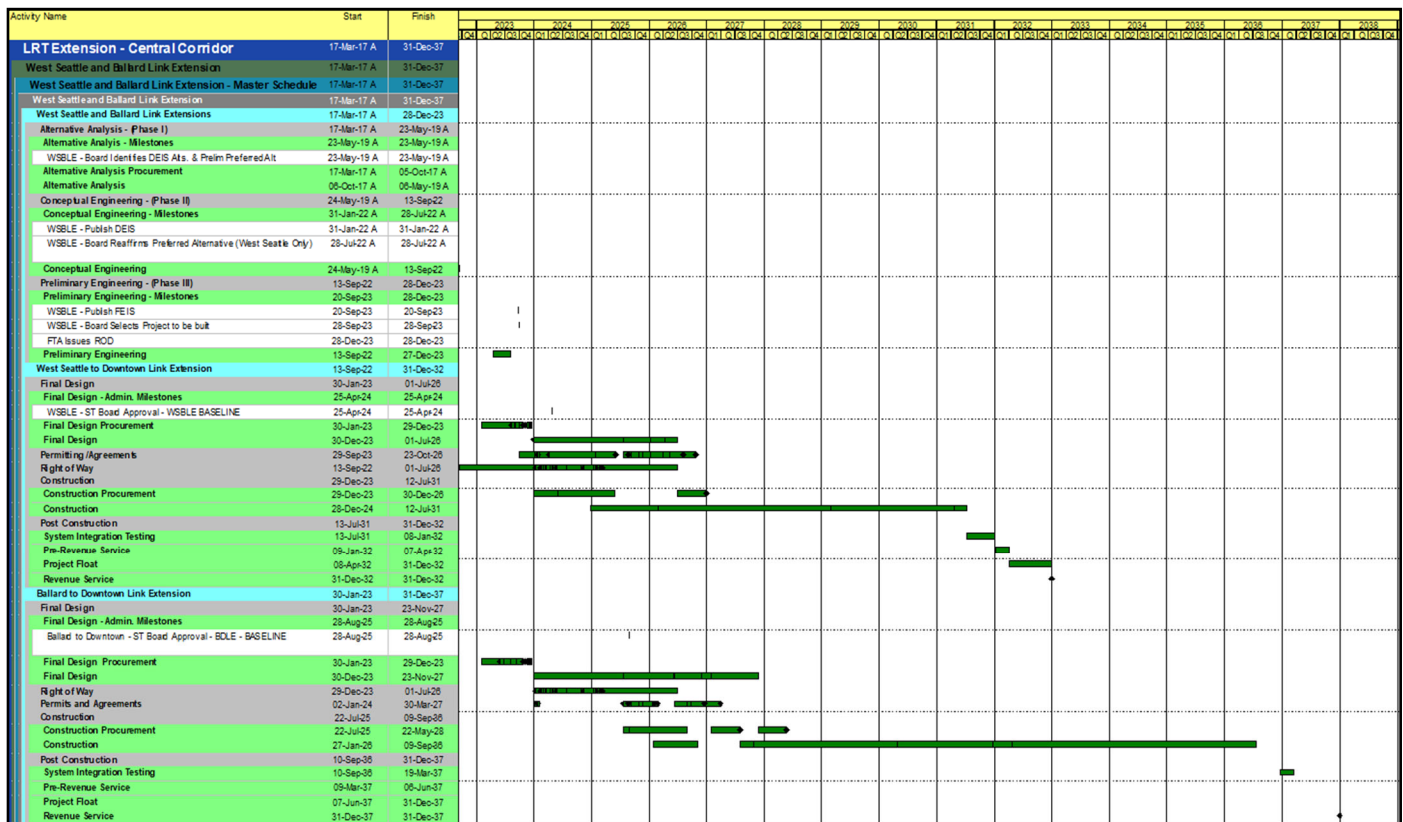 Activity Name Start Finish
2023 2024 2025 2026 2027 2028 2029 2030 2031 2032 2033 2034 2035 2036 2037 2038
LRT Extension - Central Corridor 17-Mar-17 A 31-Dec-37
West Seattle and Ballard Link Extension 17-Mar-17 A 31-Dec-37
West Seattle and Ballard Link Extension - Master Schedule 17-Mar-17 A 31-Dec-37
West Seattle and Ballard Link Extension 17-Mar-17 A 31-Dec-37
West Seattle and Ballard Link Extensions 17-Mar-17 A 28-Dec-23
Alternative Analysis - (Phase I) 17-Mar-17 A 23-May-19 A
Alternative Analyis - Milestones 23-May-19 A 23-May-19 A
WSBLE - Board Identifies DEIS Alts. & Prelim Preferred Alt 23-May-19 A 23-May-19 A
Alternative Analysis Procurement 17-Mar-17 A 05-Oct-17 A
Alternative Analysis 06-Oct-17 A 06-May-19 A
Conceptual Engineering - (Phase II) 24-May-19 A 13-Sep-22
Conceptual Engineering - Milestones 31-Jan-22 A 28-Jul-22 A
WSBLE - Publish DEIS 31-Jan-22 A 31-Jan-22 A
WSBLE - Board Reaffirms Preferred Alternative (West Seattle Only) 28-Jul-22 A 28-Jul-22 A
Conceptual Engineering 24-May-19 A 13-Sep-22
Preliminary Engineering - (Phase III) 13-Sep-22 28-Dec-23
Preliminary Engineering - Milestones 20-Sep-23 28-Dec-23
WSBLE - Publish FEIS 20-Sep-23 20-Sep-23
WSBLE - Board Selects Project to be built 28-Sep-23 28-Sep-23
FTA Issues ROD 28-Dec-23 28-Dec-23
Preliminary Engineering 13-Sep-22 27-Dec-23
West Seattle to Downtown Link Extension 13-Sep-22 31-Dec-32
Final Design 30-Jan-23 01-Jul-26
Final Design - Admin. Milestones 25-Apr-24 25-Apr-24
WSBLE - ST Board Approval - WSBLE BASELINE 25-Apr-24 25-Apr-24
Final Design Procurement 30-Jan-23 29-Dec-23
Final Design 30-Dec-23 01-Jul-26
Permitting /Agreements 29-Sep-23 23-Oct-26
Right of Way 13-Sep-22 01-Jul-26
Construction 29-Dec-23 12-Jul-31
Construction Procurement 29-Dec-23 30-Dec-26
Construction 28-Dec-24 12-Jul-31
Post Construction 13-Jul-31 31-Dec-32
System Integration Testing 13-Jul-31 08-Jan-32
Pre-Revenue Service 09-Jan-32 07-Apr-32
Project Float 08-Apr-32 31-Dec-32
Revenue Service 31-Dec-32 31-Dec-32
Ballard to Downtown Link Extension 30-Jan-23 31-Dec-37
Final Design 30-Jan-23 23-Nov-27
Final Design - Admin. Milestones 28-Aug-25 28-Aug-25
Ballard to Downtown - ST Board Approval - BDLE - BASELINE 28-Aug-25 28-Aug-25
Final Design Procurement 30-Jan-23 29-Dec-23
Final Design 30-Dec-23 23-Nov-27
Right of Way 29-Dec-23 01-Jul-26
Permits and Agreements 02-Jan-24 30-Mar-27
Construction 22-Jul-25 09-Sep-36
Construction Procurement 22-Jul-25 22-May-28
Construction 27-Jan-26 09-Sep-36
Post Construction 10-Sep-36 31-Dec-37
System Integration Testing 10-Sep-36 19-Mar-37
Pre-Revenue Service 09-Mar-37 06-Jun-37
Project Float 07-Jun-37 31-Dec-37
Revenue Service 31-Dec-37 31-Dec-37